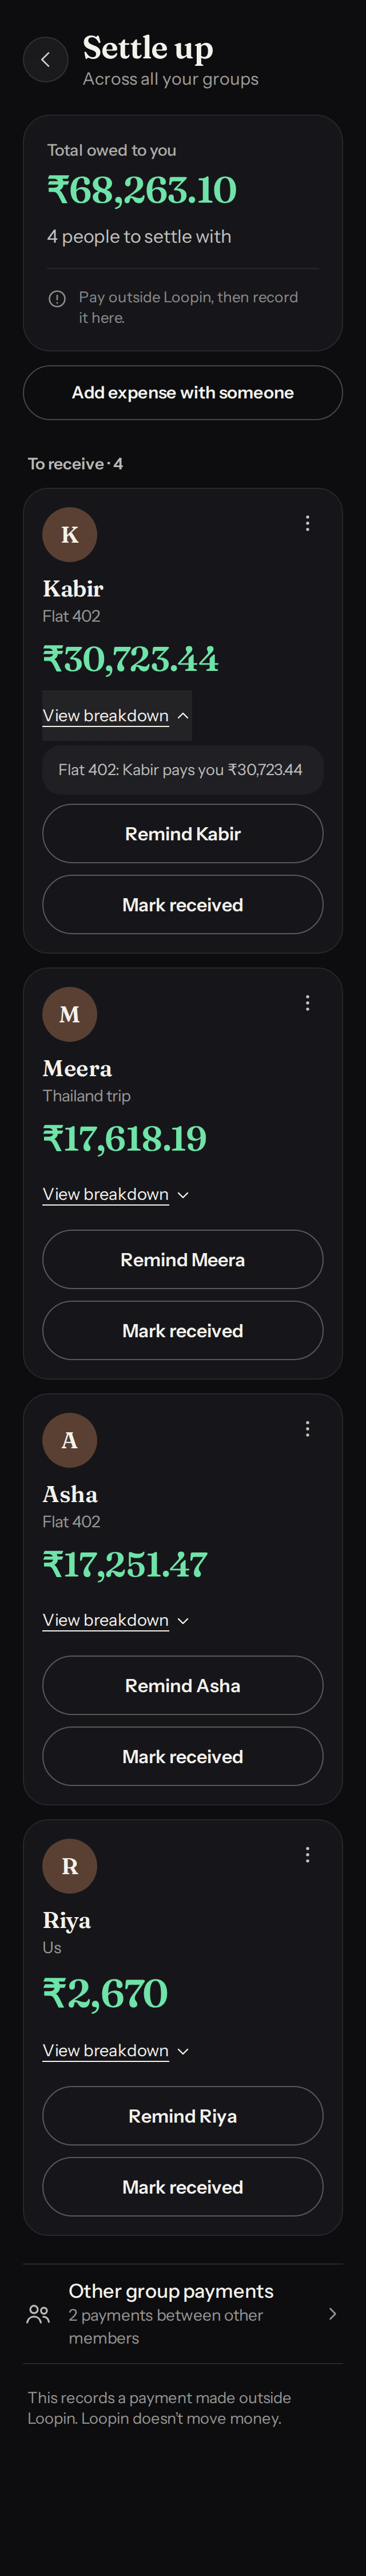 Settle up
Across all your groups
Total owed to you
₹68,263.10
4 people to settle with
Pay outside Loopin, then record
it here.
Add expense with someone
To receive · 4
K
Kabir
Flat 402
₹30,723.44
View breakdown
Flat 402: Kabir pays you ₹30,723.44
Remind Kabir
Mark received
M
Meera
Thailand trip
₹17,618.19
View breakdown
Remind Meera
Mark received
A
Asha
Flat 402
₹17,251.47
View breakdown
Remind Asha
Mark received
R
Riya
Us
₹2,670
View breakdown
Remind Riya
Mark received
Other group payments
2 payments between other
members
This records a payment made outside
Loopin. Loopin doesn't move money.